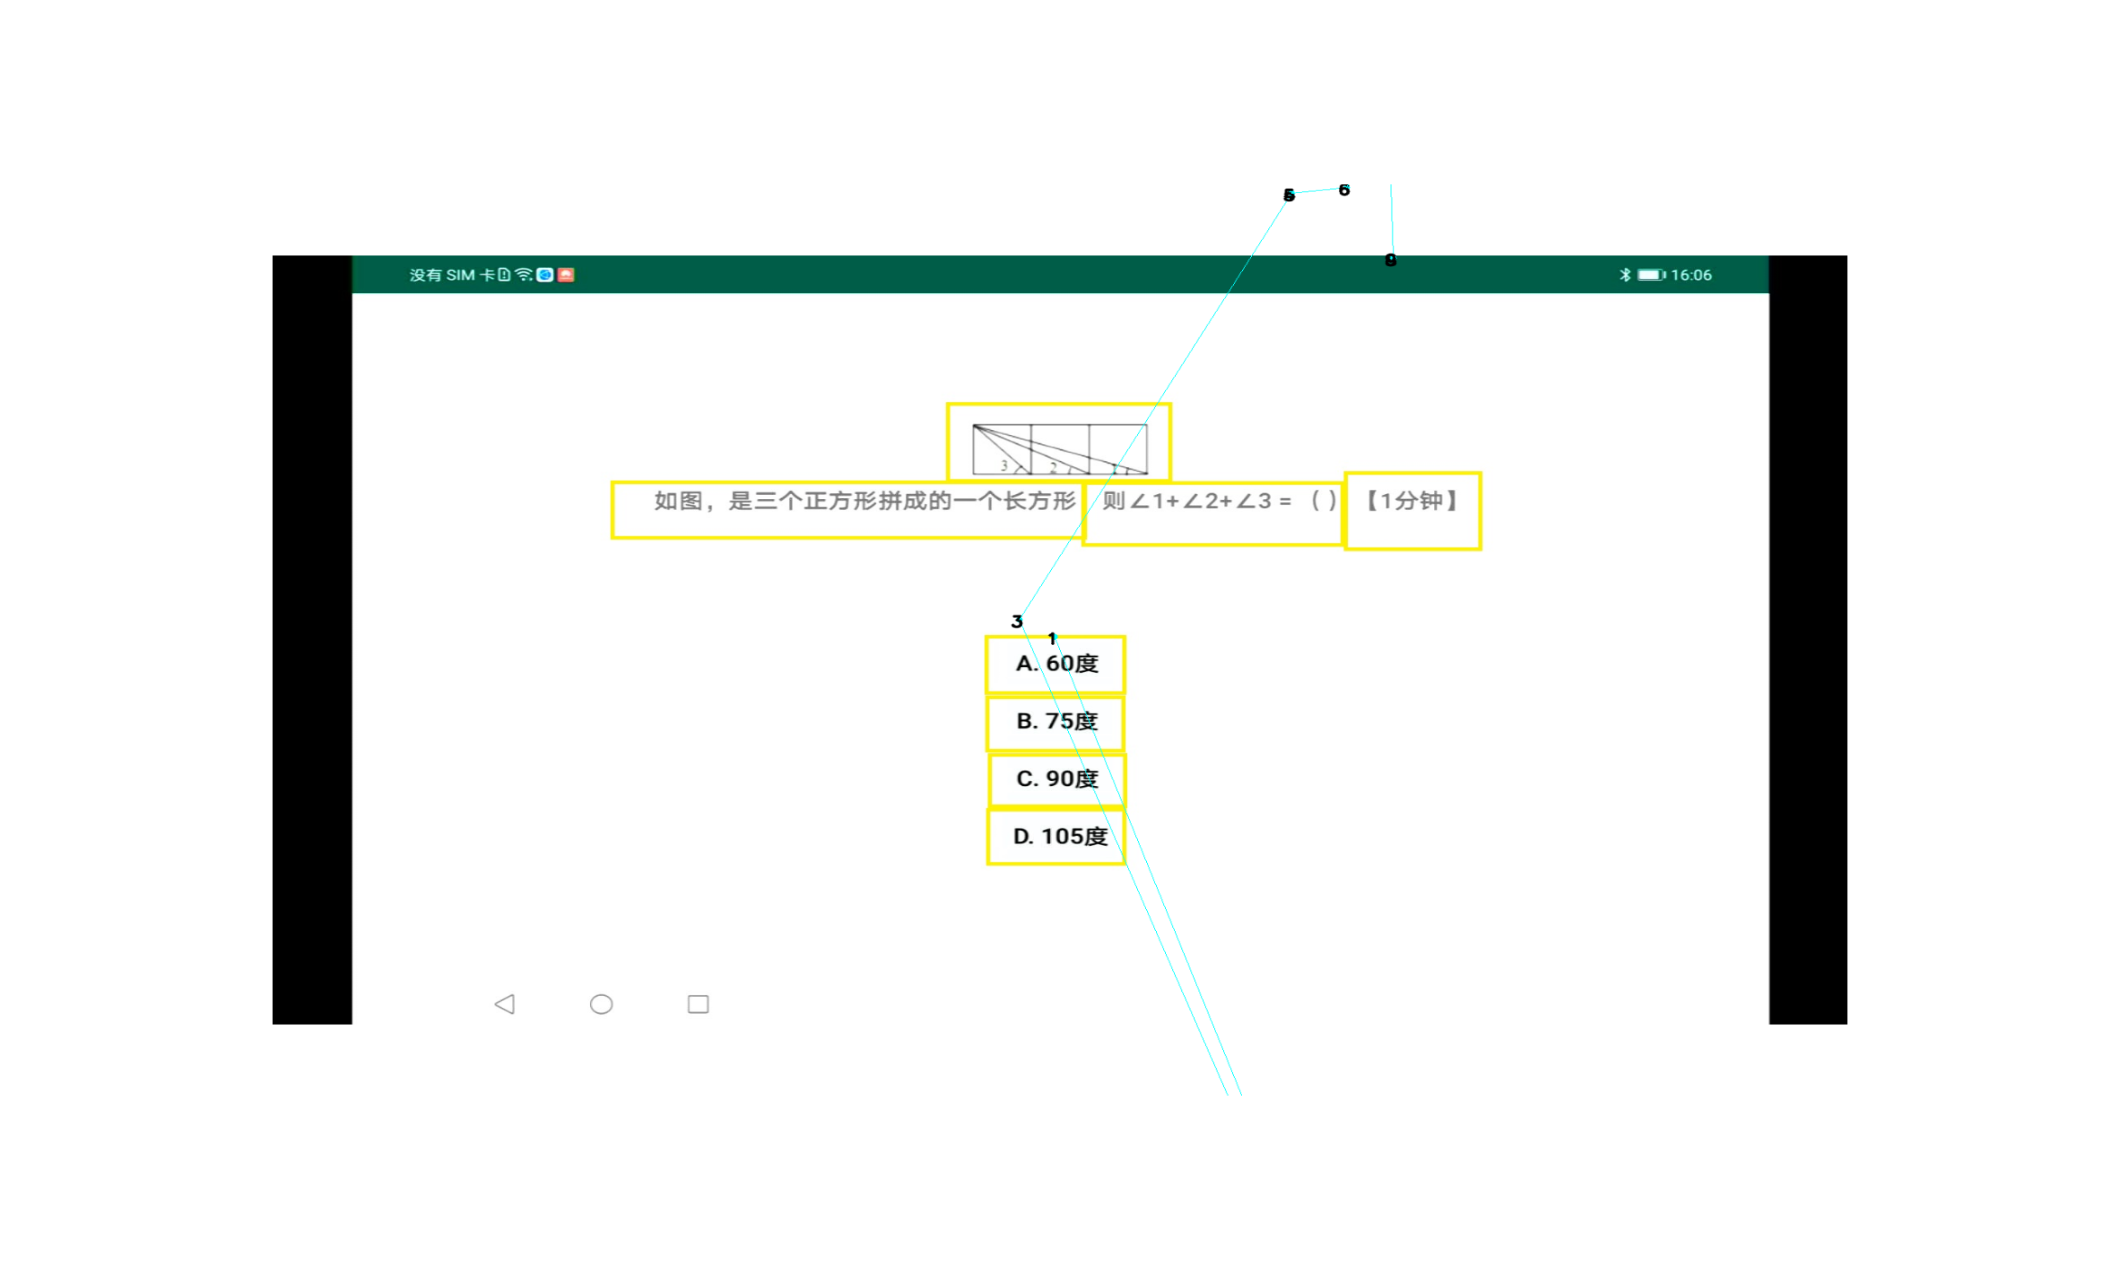 5 6
9
没有 SIM 卡 16:06
3 2 1
如图，是三个正方形拼成的一个长方形 则∠1+∠2+∠3 =（ ）【1分钟】
3
1
A. 60度
B. 75度
C. 90度
D. 105度